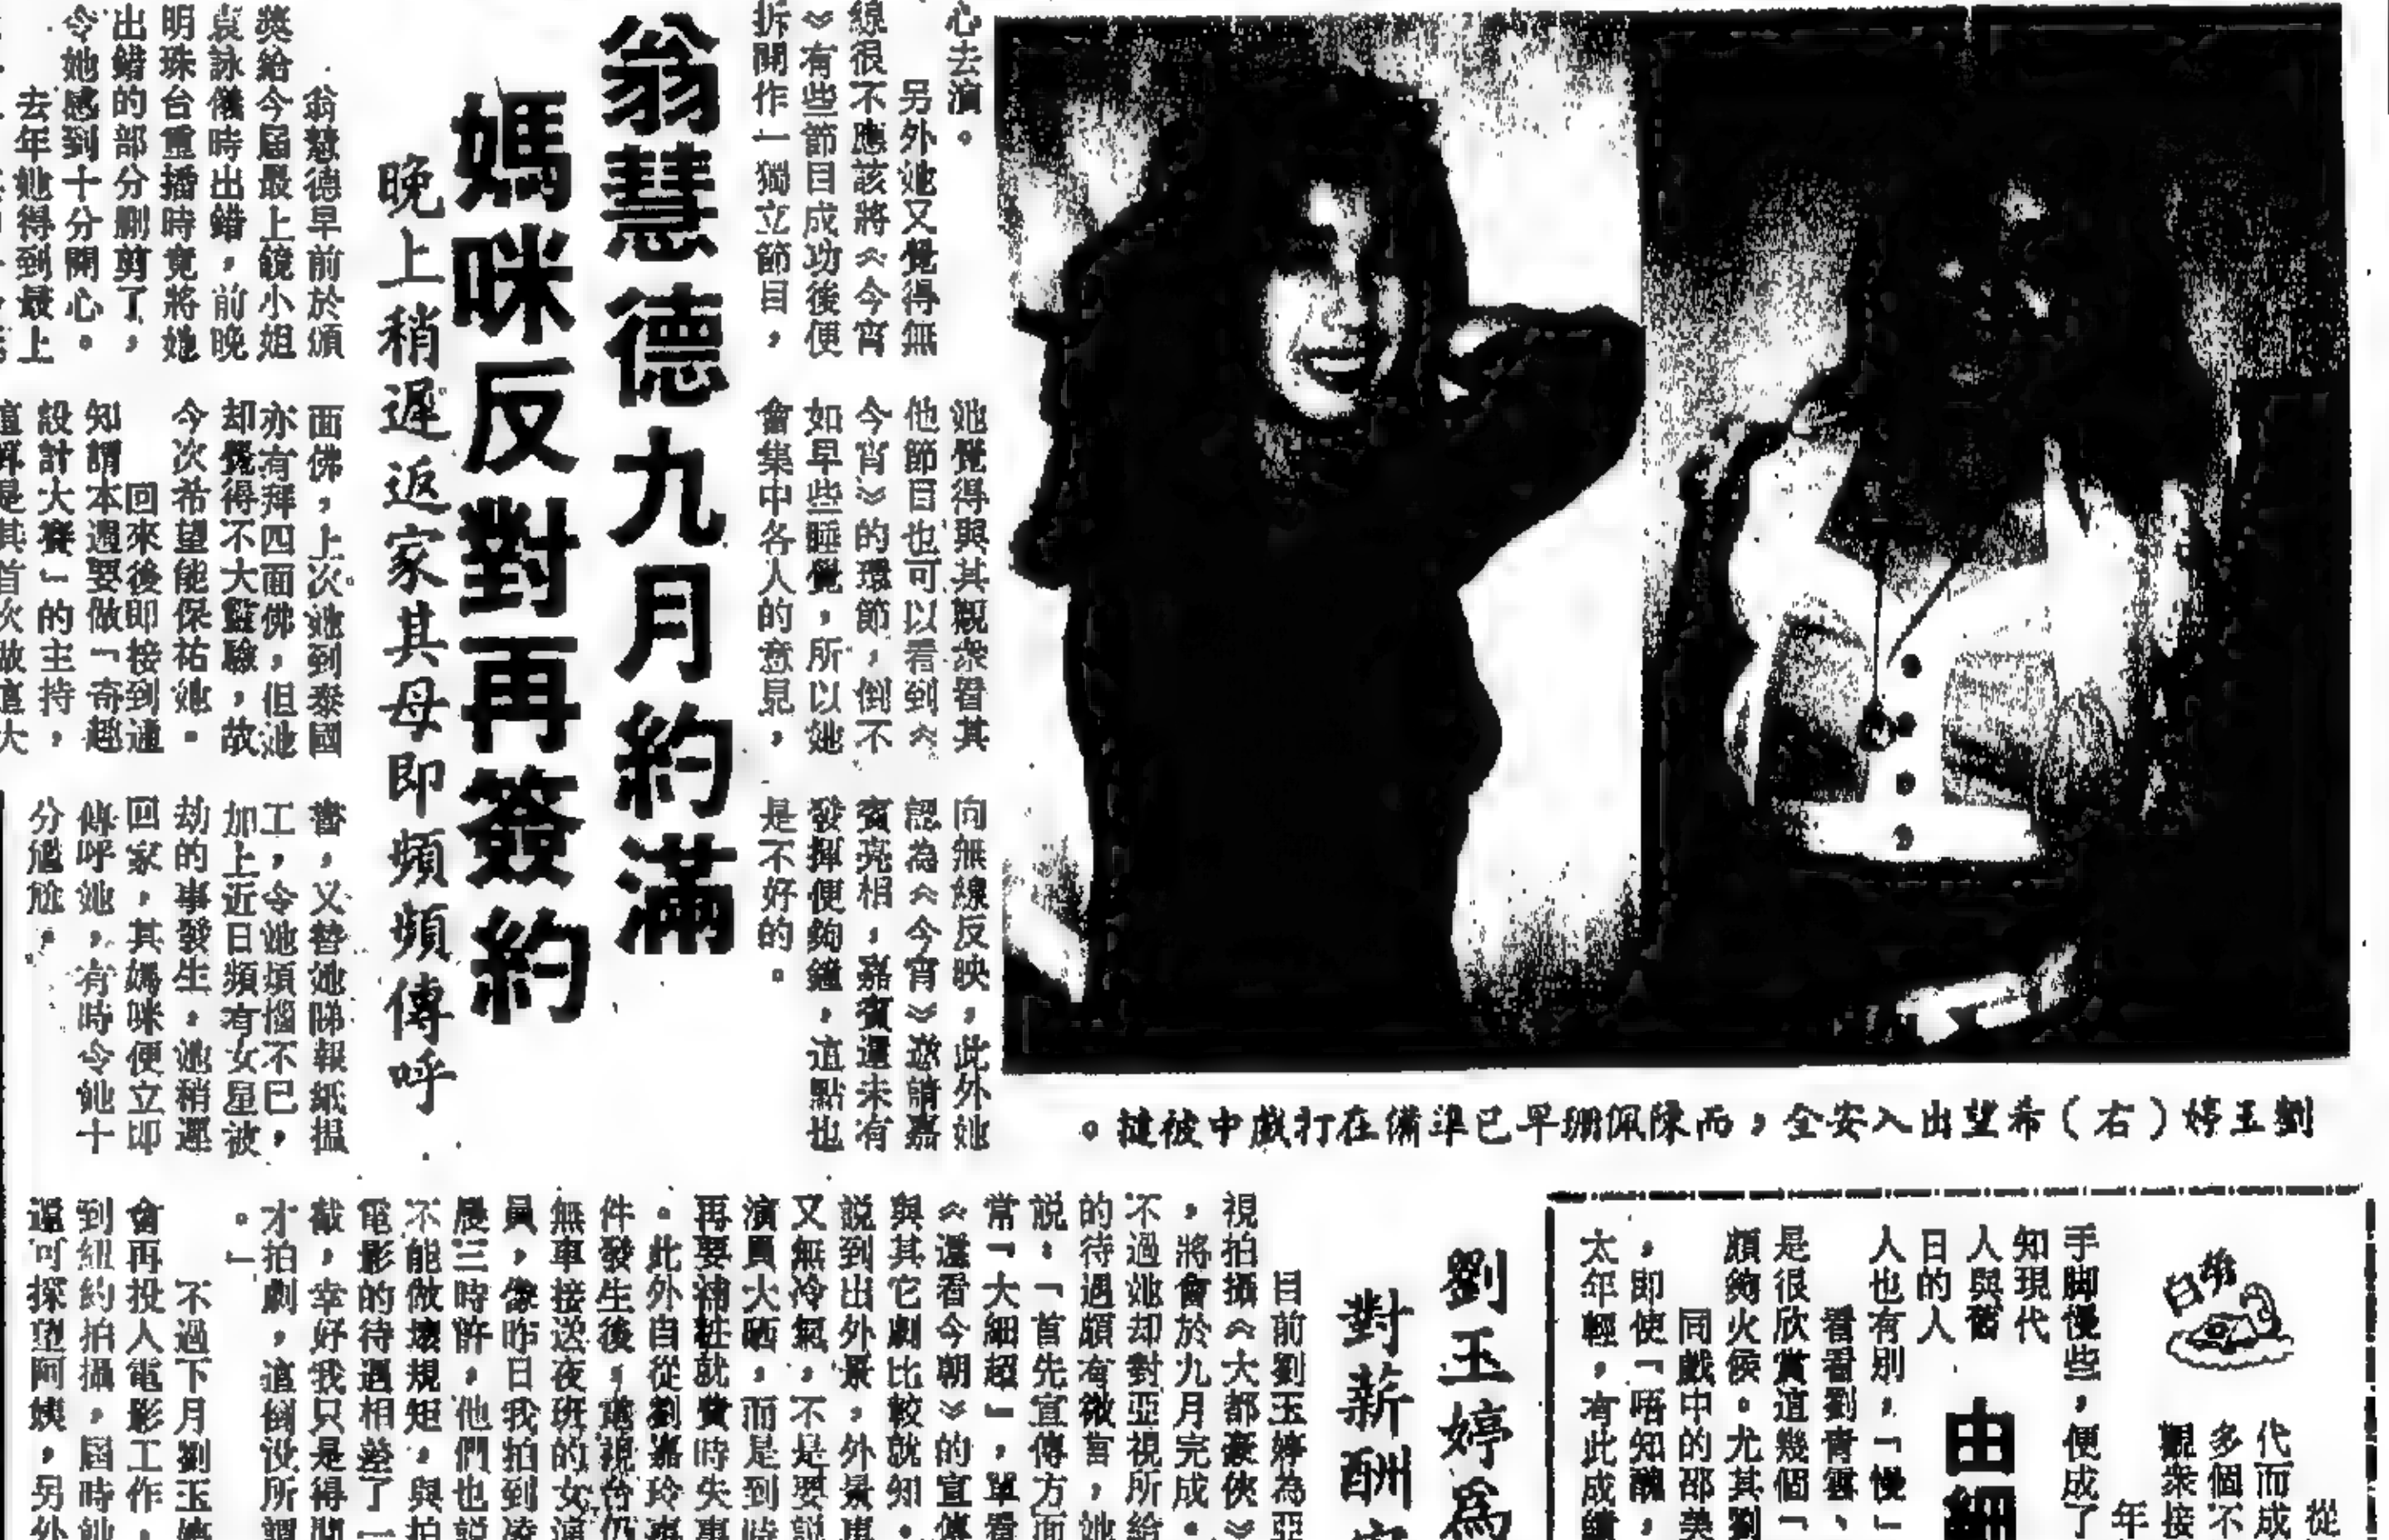 心去演。
另外她又覺得無
線很不應該將《今宵
》有些節目成功後便
拆開作一獨立節目，
她覺得與其觀眾看其
他節目也可以看到《
今宵》的環節，倒不
如早些睡覺，所以她
會集中各人的意見，
向無線反映，此外她
認為《今宵》邀請嘉
賓亮相，嘉賓還未有
發揮便夠鐘，這點也
是不好的。
翁慧德九月約滿
媽咪反對再簽約
晚上稍遲返家其母即頻頻傳呼
翁慧德早前於頒
獎給今屆最上鏡小姐
袁詠儀時出錯，前晚
明珠台重播時竟將她
出錯的部分刪剪了，
令她感到十分開心。
去年她得到最上
面佛，上次她到泰國
亦有拜四面佛，但她
却覺得不大靈驗，故
今次希望能保祐她。
回來後即接到通
知謂本週要做「奇趣
設計大賽」的主持，
這算是其首次做這大
又替她睇報紙搵
工，令她煩惱不已，
加上近日頻有女星被
劫的事發生，她稍遲
回家，其媽咪便立即
傳呼她，有時令她十
分尷尬。
劉玉婷（右）希望出入安全，而陳佩珊早已準備在打戲中被撻。
劉玉婷為
對薪酬
目前劉玉婷為亞
視拍攝《大都豪俠》
，將會於九月完成。
不過她却對亞視所給
的待遇頗有微言，她
說：「首先宣傳方面
常「大細超」，單看
《還看今朝》的宣傳
與其它劇比較就知。
說到出外景，外景車
又無冷氣，不是要說
演員大晒，而是到時
再要補粧就費時失事
。此外自從劉嘉玲事
件發生後，電視台仍
無車接送夜班的女演
員，像昨日我拍到凌
晨三時許，他們也說
不能做壞規矩，與拍
電影的待遇相差了一
截，幸好我只是得閒
才拍劇，這倒沒所謂
。」
不過下月劉玉婷
會再投入電影工作，
到紐約拍攝，屆時她
還可探望阿姨，另外
從
代而成
多個不
觀眾接
年
手脚慢些，便成了
知現代
人與舊
日的人
人也有別，「慢」
看看劉青雲、
是很欣賞這幾個「
頗夠火候。尤其劉
同戲中的邵美
，即使「唔知醜，
太年輕，有此成績
由細